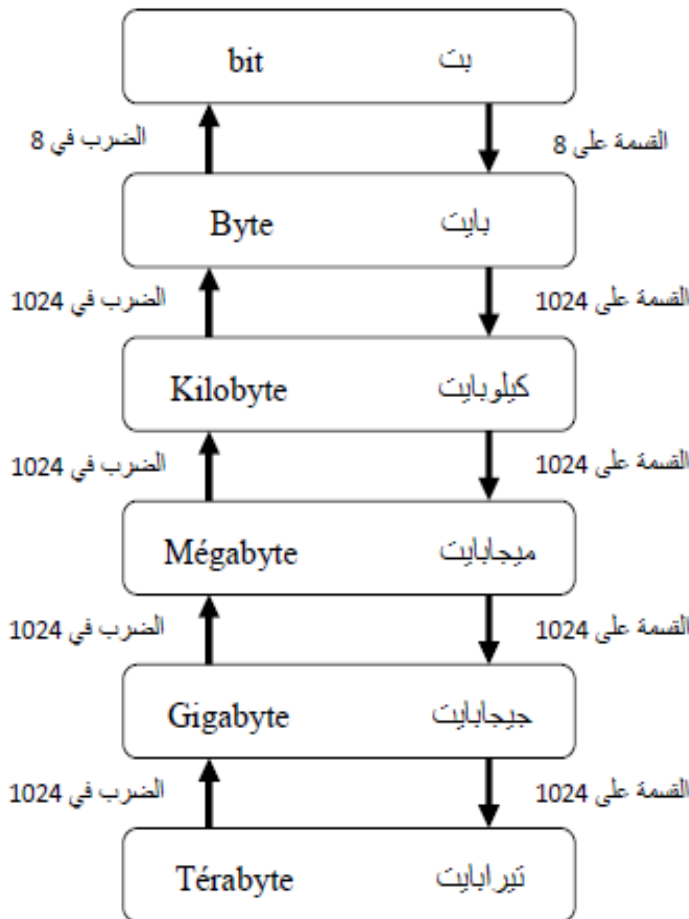 بت bit
القسمة على 8 الضرب في 8
بايت Byte
القسمة على 1024 الضرب في 1024
كيلوبايت Kilobyte
القسمة على 1024 الضرب في 1024
ميجابايت Mégabyte
القسمة على 1024 الضرب في 1024
جيجابايت Gigabyte
القسمة على 1024 الضرب في 1024
تيرابايت Térabyte